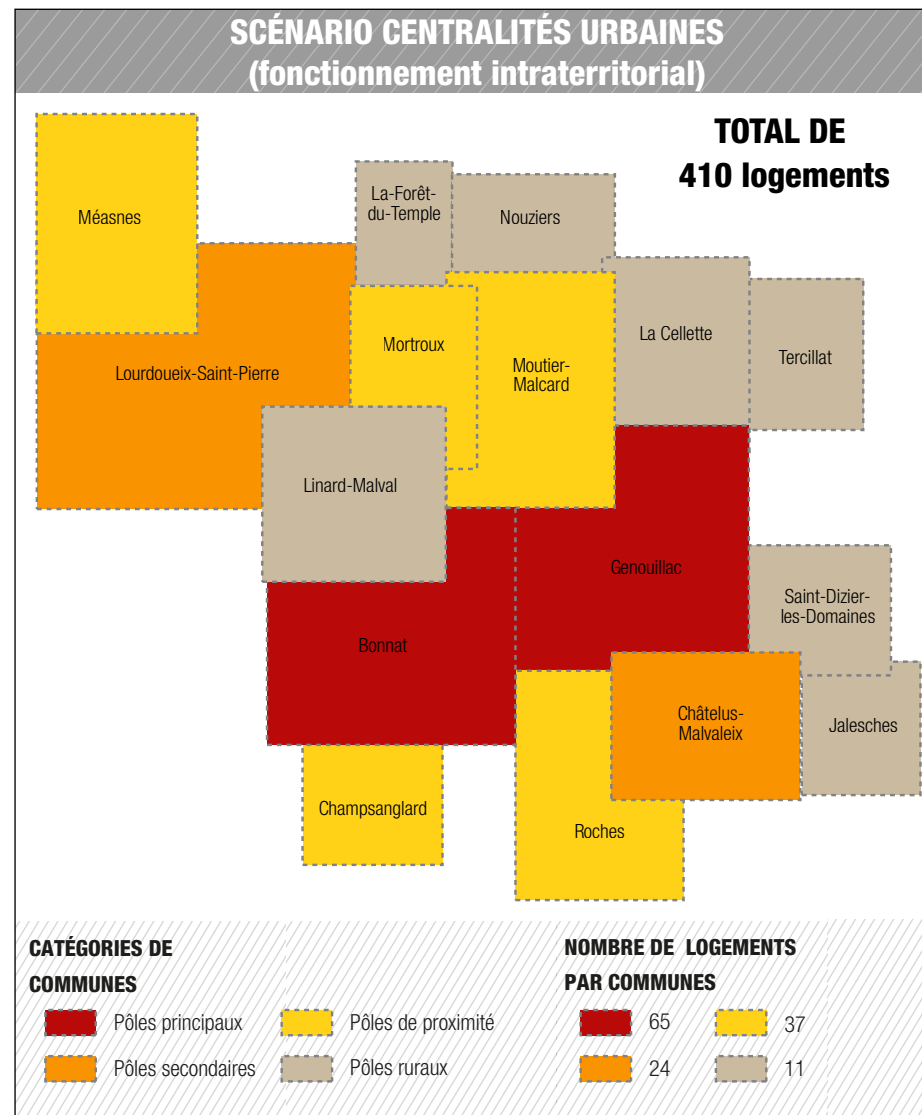 SCÉNARIO CENTRALITÉS URBAINES
(fonctionnement intraterritorial)
TOTAL DE
410 logements
Méasnes
La-Forêt-
du-Temple
Nouziers
Lourdoueix-Saint-Pierre
Mortroux
Moutier-
Malcard
La Cellette
Tercillat
Linard-Malval
Genouillac
Bonnat
Saint-Dizier-
les-Domaines
Châtelus-
Malvaleix
Jalesches
Champsanglard
Roches
CATÉGORIES DE
COMMUNES
Pôles principaux
Pôles de proximité
Pôles secondaires
Pôles ruraux
NOMBRE DE LOGEMENTS
PAR COMMUNES
65
37
24
11